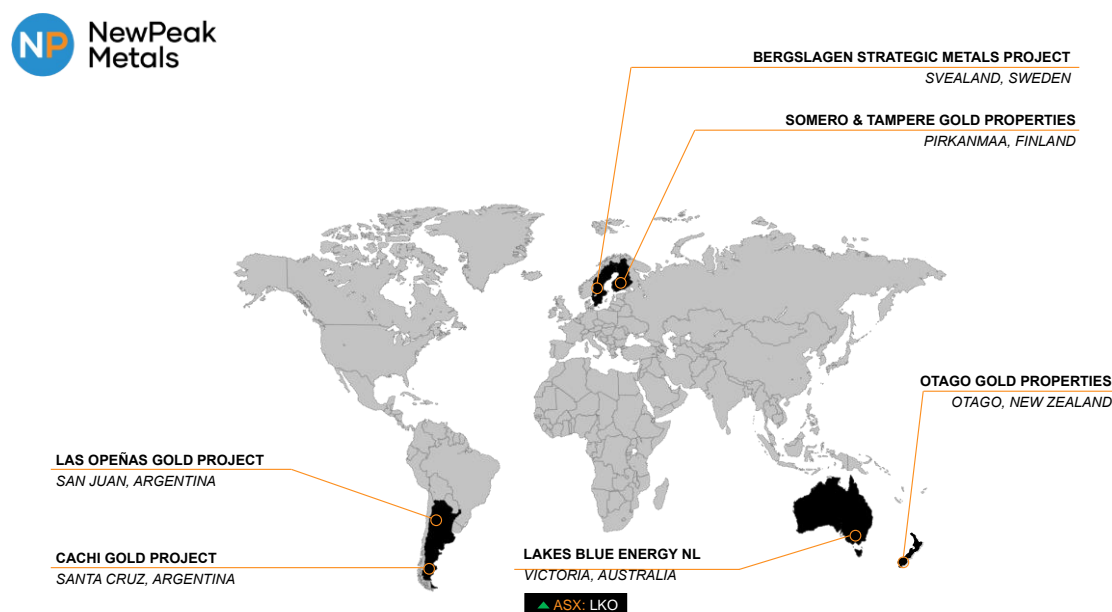 NP NewPeak
Metals
BERGSLAGEN STRATEGIC METALS PROJECT
SVEALAND, SWEDEN
SOMERO & TAMPERE GOLD PROPERTIES
PIRKANMAA, FINLAND
OTAGO GOLD PROPERTIES
OTAGO, NEW ZEALAND
LAS OPEÑAS GOLD PROJECT
SAN JUAN, ARGENTINA
CACHI GOLD PROJECT
SANTA CRUZ, ARGENTINA
LAKES BLUE ENERGY NL
VICTORIA, AUSTRALIA
ASX: LKO